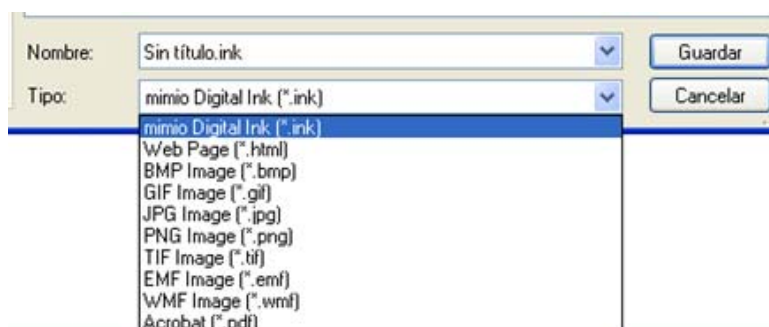 Nombre: Sin título.ink Guardar
Tipo: mimio Digital Ink (*.ink) Cancelar
mimio Digital Ink (*.ink)
Web Page (*.html)
BMP Image (*.bmp)
GIF Image (*.gif)
JPG Image (*.jpg)
PNG Image (*.png)
TIF Image (*.tif)
EMF Image (*.emf)
WMF Image (*.wmf)
Acrobat (*.pdf)